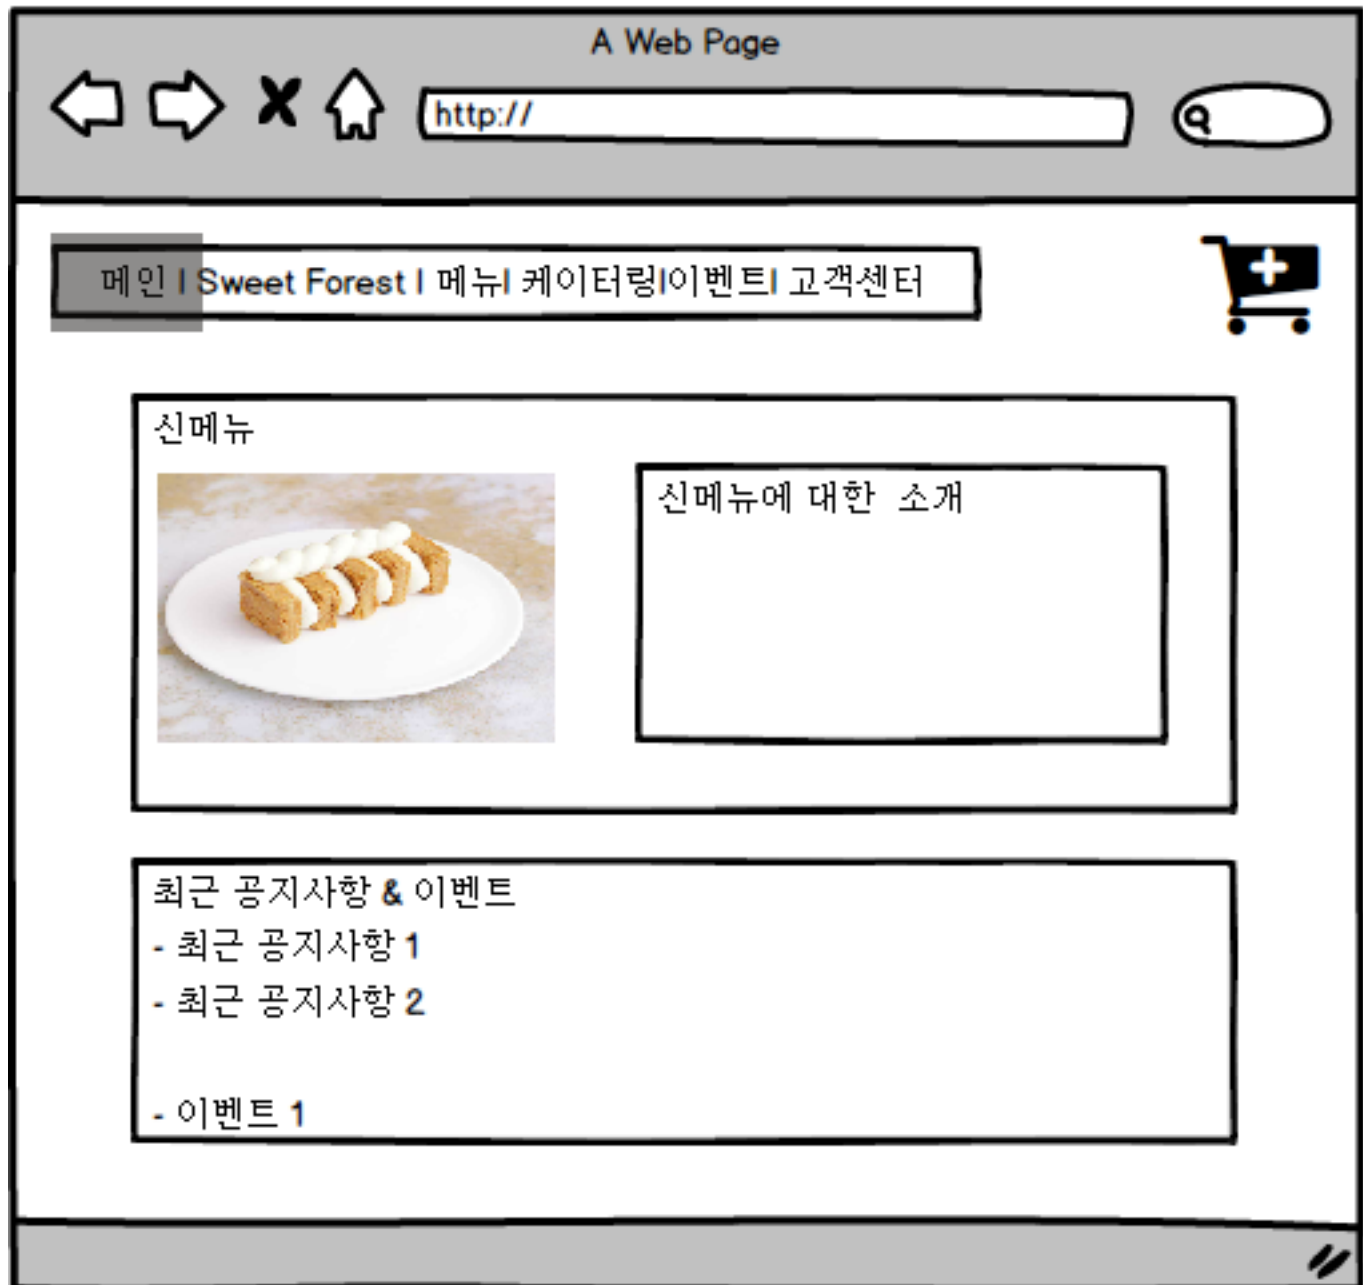 A Web Page
http://
메인 | Sweet Forest | 메뉴| 케이터링|이벤트| 고객센터
신메뉴
신메뉴에 대한 소개
최근 공지사항 & 이벤트
- 최근 공지사항 1
- 최근 공지사항 2
- 이벤트 1